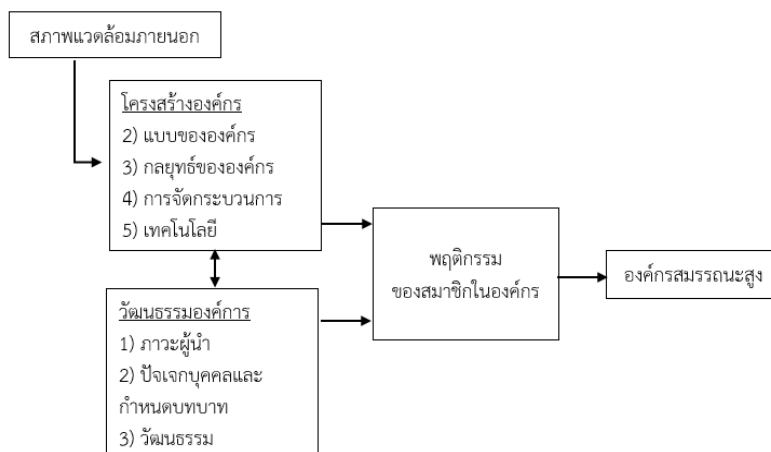 สภาพแวดล้อมภายนอก
โครงสร้างองค์กร
2) แบบขององค์กร
3) กลยุทธ์ขององค์กร
4) การจัดกระบวนการ
5) เทคโนโลยี
วัฒนธรรมองค์การ
1) ภาวะผู้นำ
2) ปัจเจกบุคคลและ
กำหนดบทบาท
3) วัฒนธรรม
พฤติกรรม
ของสมาชิกในองค์กร
องค์กรสมรรถนะสูง